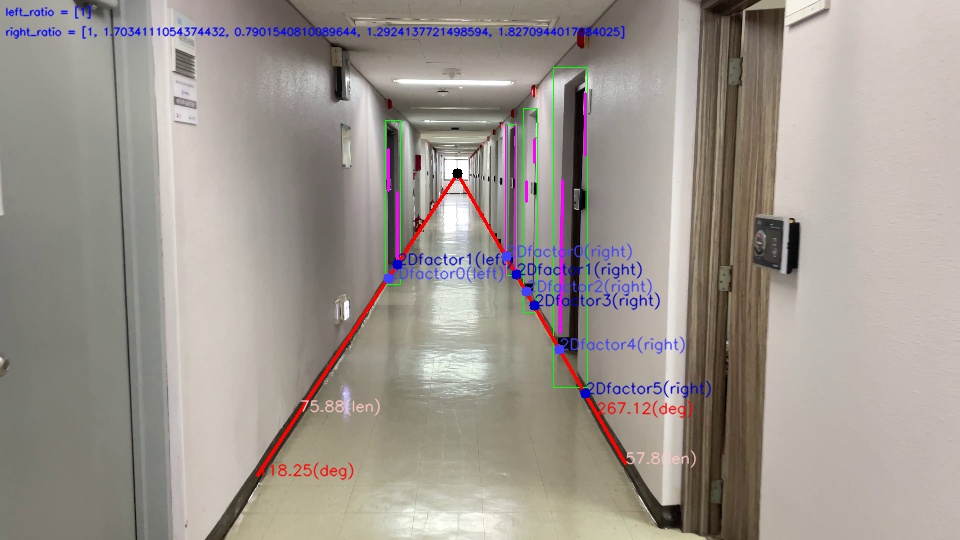 left_ratio = [1]
right_ratio = [1, 1.7034111054374432, 0.7901540810089644, 1.2924137721498594, 1.8270944017984025]
2Dfactor0(right)
2Dfactor1(left)
2Dfactor1(right)
2Dfactor0(left)
2Dfactor2(right)
2Dfactor3(right)
2Dfactor4(right)
2Dfactor5(right)
75.88(len)
267.12(deg)
57.8(len)
18.25(deg)